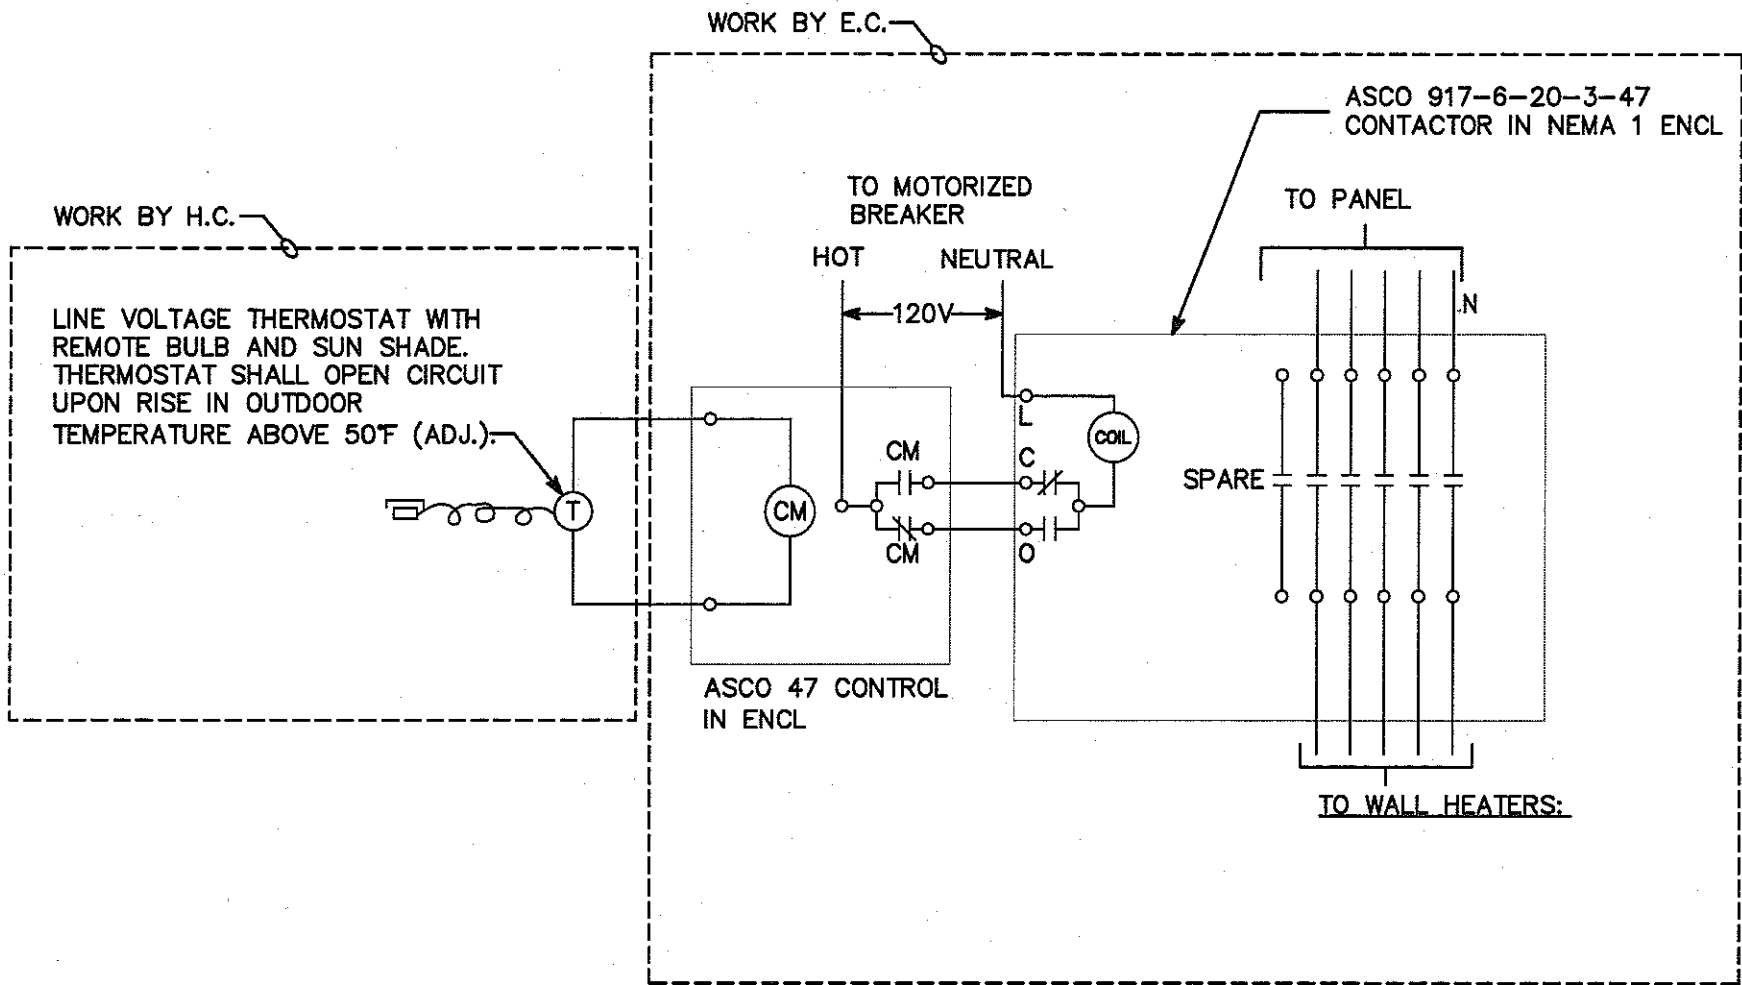 WORK BY E.C.
ASCO 917-6-20-3-47
CONTACTOR IN NEMA 1 ENCL
TO MOTORIZED
BREAKER
TO PANEL
WORK BY H.C.
HOT
NEUTRAL
120V
N
LINE VOLTAGE THERMOSTAT WITH
REMOTE BULB AND SUN SHADE.
THERMOSTAT SHALL OPEN CIRCUIT
UPON RISE IN OUTDOOR
TEMPERATURE ABOVE 50°F (ADJ.).
L
COIL
CM
C
SPARE
T
CM
CM
O
ASCO 47 CONTROL
IN ENCL
TO WALL HEATERS: